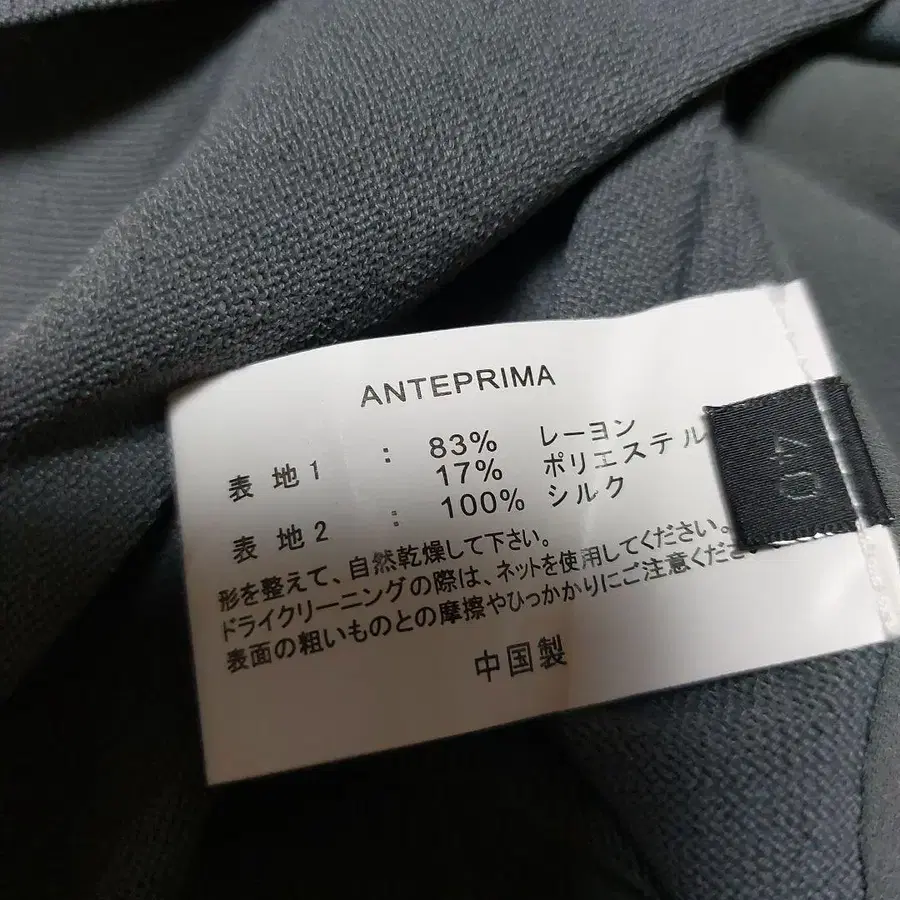 ANTEPRIMA
表 地1 : 83% レーヨン
17% ポリエステル
表 地2 : 100% シルク
形を整えて、自然乾燥して下さい。
ドライクリーニングの際は、ネットを使用してください。
表面の粗いものとの摩擦やひっかかりにご注意くださ
中国製
40